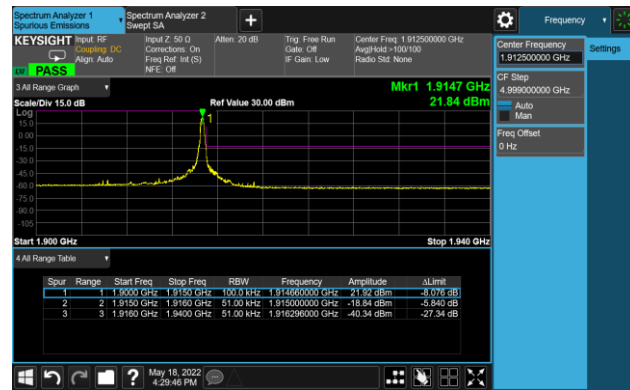 Spectrum Analyzer 1
Spurious Emissions
Spectrum Analyzer 2
Swept SA
Frequency
KEYSIGHT
Input: RF
Coupling: DC
Align: Auto
Input Z: 50 Ω
Corrections: On
Freq Ref: Int (S)
NFE: Off
Atten: 20 dB
Trig: Free Run
Gate: Off
IF Gain: Low
Center Freq: 1.912500000 GHz
Avg|Hold:>100/100
Radio Std: None
PASS
Center Frequency
1.912500000 GHz
Settings
CF Step
4.999000000 GHz
Auto
Man
Freq Offset
0 Hz
3 All Range Graph
Mkr1 1.9147 GHz
21.84 dBm
Scale/Div 15.0 dB
Ref Value 30.00 dBm
Log
1
15.0
0.00
-15.0
-30.0
-45.0
-60.0
-75.0
-90.0
-105
Start 1.900 GHz
Stop 1.940 GHz
4 All Range Table
Spur Range Start Freq Stop Freq RBW Frequency Amplitude ΔLimit
1 1 1.9000 GHz 1.9150 GHz 100.0 kHz 1.914660000 GHz 21.92 dBm -8.076 dB
2 2 1.9150 GHz 1.9160 GHz 51.00 kHz 1.915000000 GHz -18.84 dBm -5.840 dB
3 3 1.9160 GHz 1.9400 GHz 51.00 kHz 1.916296000 GHz -40.34 dBm -27.34 dB
May 18, 2022
4:29:46 PM